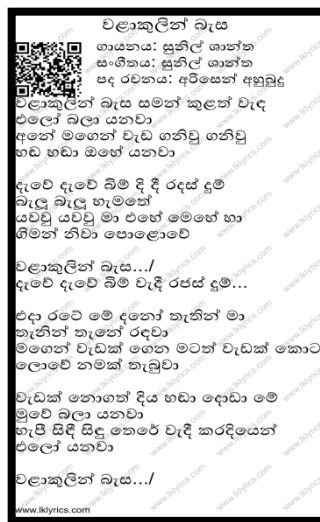 වළාකුලින් බැස
ගායනය: සුනිල් ශාන්ත
සංගීතය: සුනිල් ශාන්ත
පද රචනය: අරිසෙන් අහුබුදු
වළාකුලින් බැස සමන් කුළත් වැඳ
එලෝ බලා යනවා
අනේ මගෙන් වැඩ ගනිවු ගනිවු
හඬ හඬා ඔහේ යනවා
දැවේ දැවේ බිම් දි දී රදස් දුම්
බැලූ බැලූ හැමතේ
යවවු යවවු මා එහේ මෙහේ හා
ගිමන් නිවා පොළොවේ
වළාකුලින් බැස.../
දැවේ දැවේ බිම් වැදී රජස් දුම්...
එදා රටේ මේ දනෝ තැතින් මා
තැනින් තැනේ රඳවා
මගෙන් වැඩක් ගෙන මටත් වැඩක් කොට
ලොවේ නමක් තැබුවා
වැඩක් නොගත් දිය හඬා දොඩා මේ
මුවේ බලා යනවා
හැපී සිඳී සිඳු තෙරේ වැදී කරදියෙන්
එලෝ යනවා
වළාකුලින් බැස.../
www.lklyrics.com